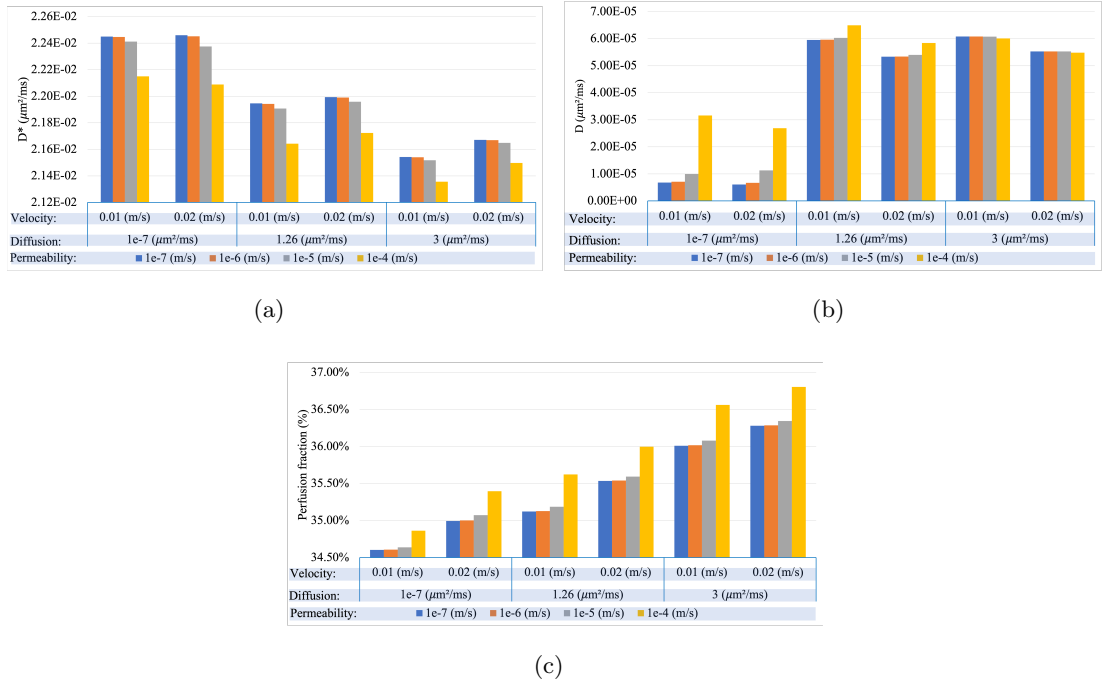 2.26E-02
2.24E-02
2.22E-02
2.20E-02
2.18E-02
2.16E-02
2.14E-02
2.12E-02
D* (μm²/ms)
Velocity: 0.01 (m/s) 0.02 (m/s) 0.01 (m/s) 0.02 (m/s) 0.01 (m/s) 0.02 (m/s)
Diffusion: 1e-7 (μm²/ms) 1.26 (μm²/ms) 3 (μm²/ms)
Permeability: 1e-7 (m/s) 1e-6 (m/s) 1e-5 (m/s) 1e-4 (m/s)
(a)
7.00E-05
6.00E-05
5.00E-05
4.00E-05
3.00E-05
2.00E-05
1.00E-05
0.00E+00
D (μm²/ms)
Velocity: 0.01 (m/s) 0.02 (m/s) 0.01 (m/s) 0.02 (m/s) 0.01 (m/s) 0.02 (m/s)
Diffusion: 1e-7 (μm²/ms) 1.26 (μm²/ms) 3 (μm²/ms)
Permeability: 1e-7 (m/s) 1e-6 (m/s) 1e-5 (m/s) 1e-4 (m/s)
(b)
37.00%
36.50%
36.00%
35.50%
35.00%
34.50%
Perfusion fraction (%)
Velocity: 0.01 (m/s) 0.02 (m/s) 0.01 (m/s) 0.02 (m/s) 0.01 (m/s) 0.02 (m/s)
Diffusion: 1e-7 (μm²/ms) 1.26 (μm²/ms) 3 (μm²/ms)
Permeability: 1e-7 (m/s) 1e-6 (m/s) 1e-5 (m/s) 1e-4 (m/s)
(c)